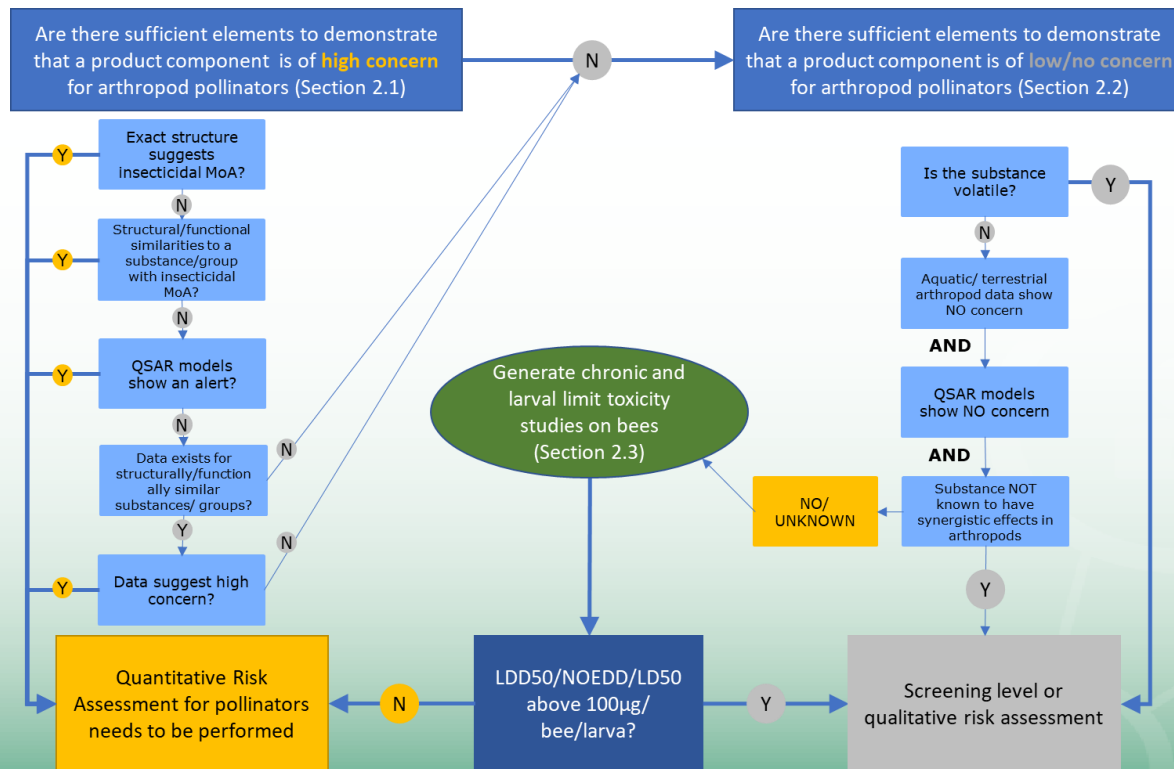 Are there sufficient elements to demonstrate
that a product component is of high concern
for arthropod pollinators (Section 2.1)
N
Are there sufficient elements to demonstrate
that a product component is of low/no concern
for arthropod pollinators (Section 2.2)
Y
Exact structure
suggests
insecticidal MoA?
N
Y
Structural/functional
similarities to a
substance/group
with insecticidal
MoA?
N
Y
QSAR models
show an alert?
N
Data exists for
structurally/function
ally similar
substances/ groups?
N
Y
N
Y
Data suggest high
concern?
Is the substance
volatile?
Y
N
Aquatic/ terrestrial
arthropod data show
NO concern
AND
QSAR models
show NO concern
AND
Substance NOT
known to have
synergistic effects in
arthropods
NO/
UNKNOWN
Y
Generate chronic and
larval limit toxicity
studies on bees
(Section 2.3)
Quantitative Risk
Assessment for pollinators
needs to be performed
N
LDD50/NOEDD/LD50
above 100µg/
bee/larva?
Y
Screening level or
qualitative risk assessment